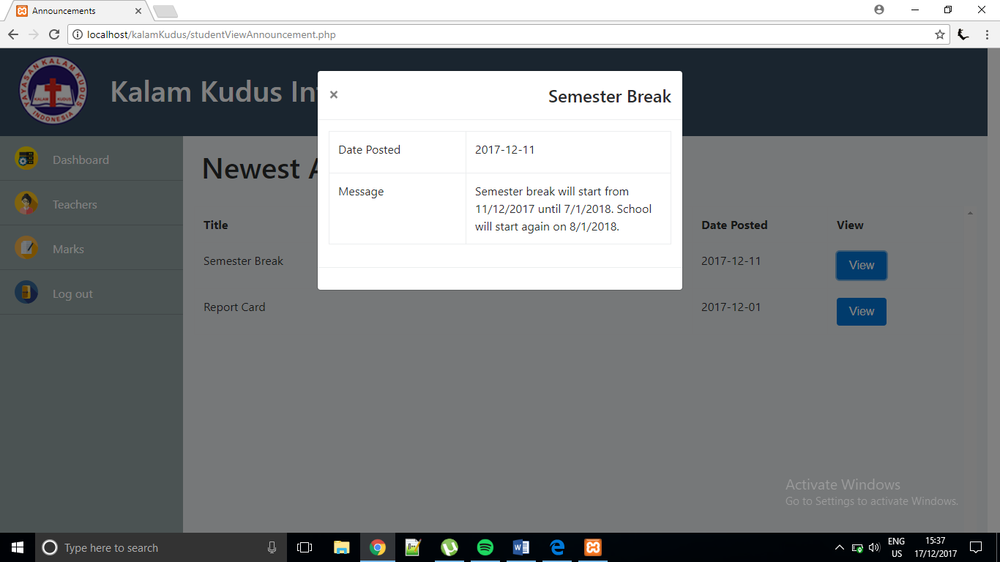 Announcements
localhost/kalamKudus/studentViewAnnouncement.php
YAYASAN KALAM KUDUS
KALAM KUDUS
INDONESIA
Kalam Kudus In
× Semester Break
Date Posted 2017-12-11
Message Semester break will start from
11/12/2017 until 7/1/2018. School
will start again on 8/1/2018.
Dashboard
Teachers
Marks
Log out
Newest A
Title Date Posted View
Semester Break 2017-12-11 View
Report Card 2017-12-01 View
Activate Windows
Go to Settings to activate Windows.
Type here to search
ENG
US
15:37
17/12/2017